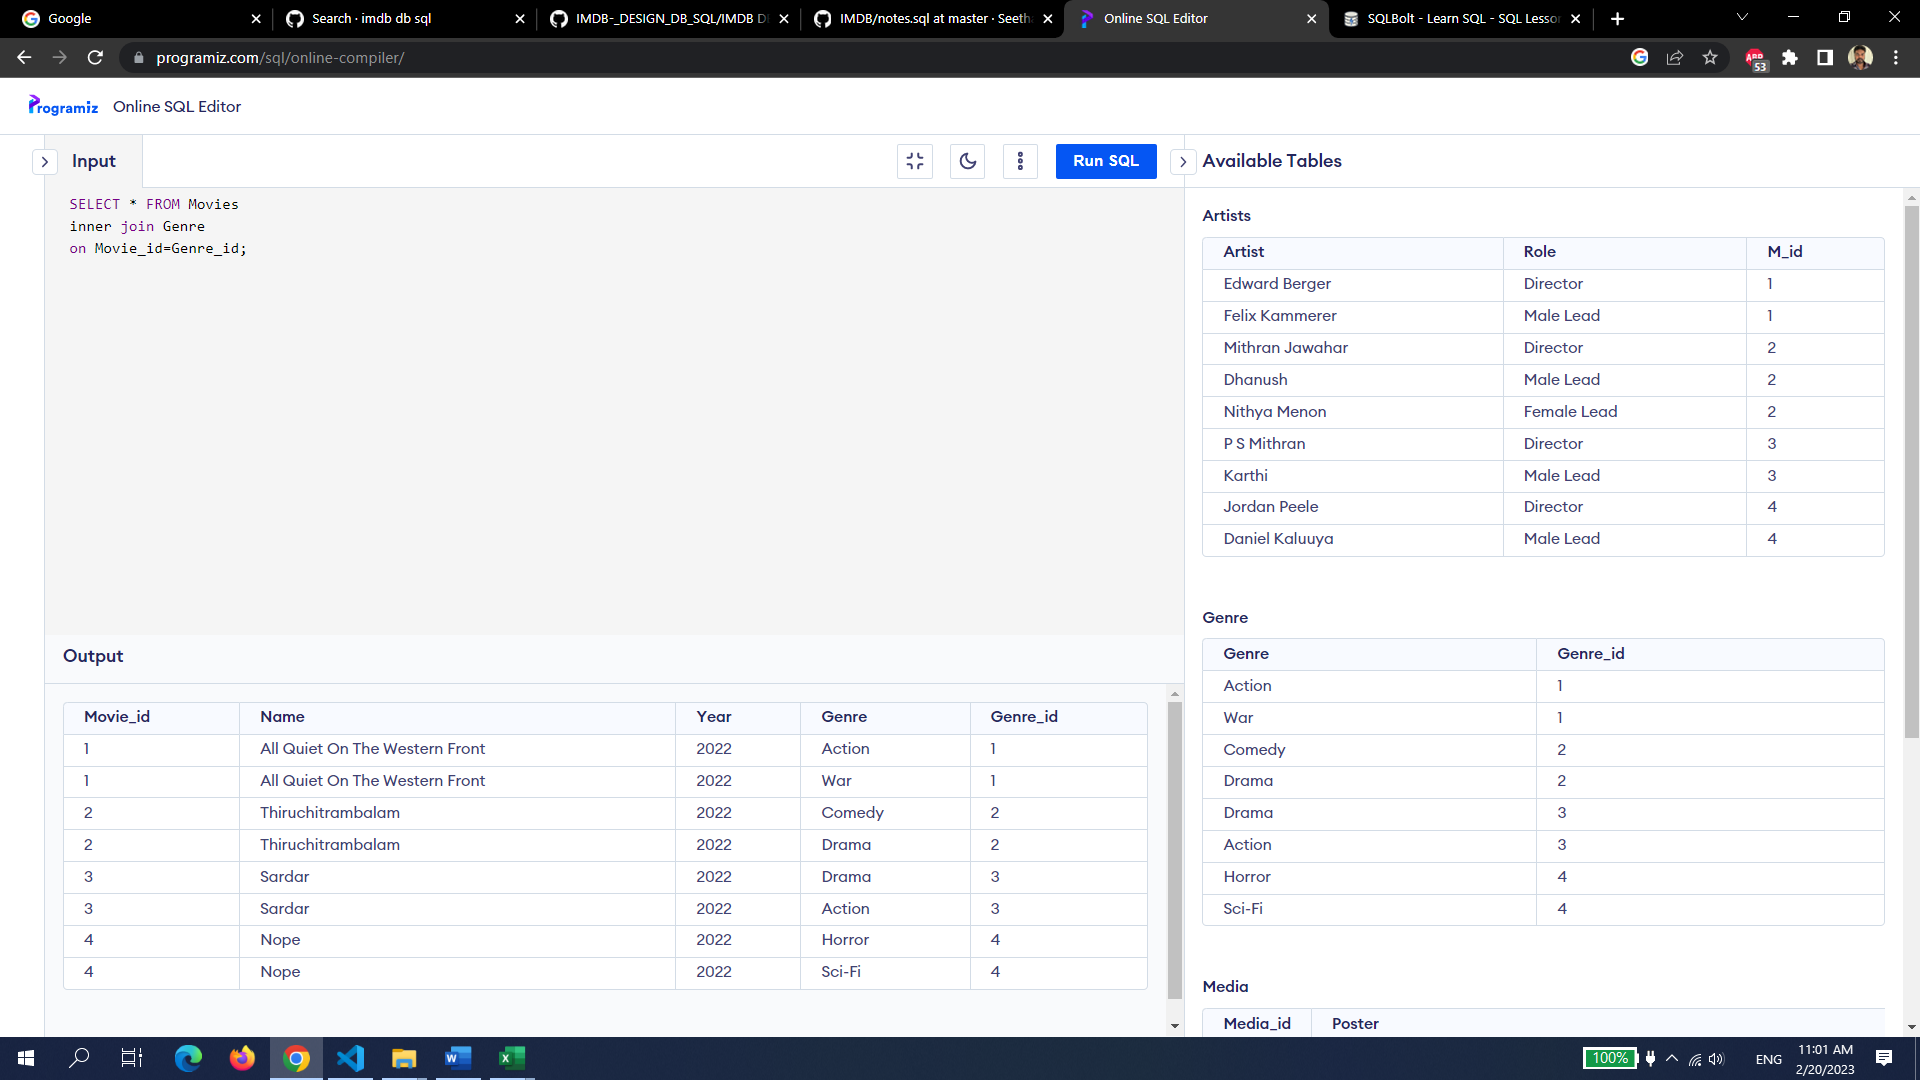 Google
Search · imdb db sql
IMDB-_DESIGN_DB_SQL/IMDB D
IMDB/notes.sql at master · Seeth
Online SQL Editor
SQLBolt - Learn SQL - SQL Lesson
programiz.com/sql/online-compiler/
53
Programiz Online SQL Editor
Input
Run SQL
Available Tables
SELECT * FROM Movies
inner join Genre
on Movie_id=Genre_id;
Output
Movie_id Name Year Genre Genre_id
1 All Quiet On The Western Front 2022 Action 1
1 All Quiet On The Western Front 2022 War 1
2 Thiruchitrambalam 2022 Comedy 2
2 Thiruchitrambalam 2022 Drama 2
3 Sardar 2022 Drama 3
3 Sardar 2022 Action 3
4 Nope 2022 Horror 4
4 Nope 2022 Sci-Fi 4
Artists
Artist Role M_id
Edward Berger Director 1
Felix Kammerer Male Lead 1
Mithran Jawahar Director 2
Dhanush Male Lead 2
Nithya Menon Female Lead 2
P S Mithran Director 3
Karthi Male Lead 3
Jordan Peele Director 4
Daniel Kaluuya Male Lead 4
Genre
Genre Genre_id
Action 1
War 1
Comedy 2
Drama 2
Drama 3
Action 3
Horror 4
Sci-Fi 4
Media
Media_id Poster
100%
ENG
11:01 AM
2/20/2023